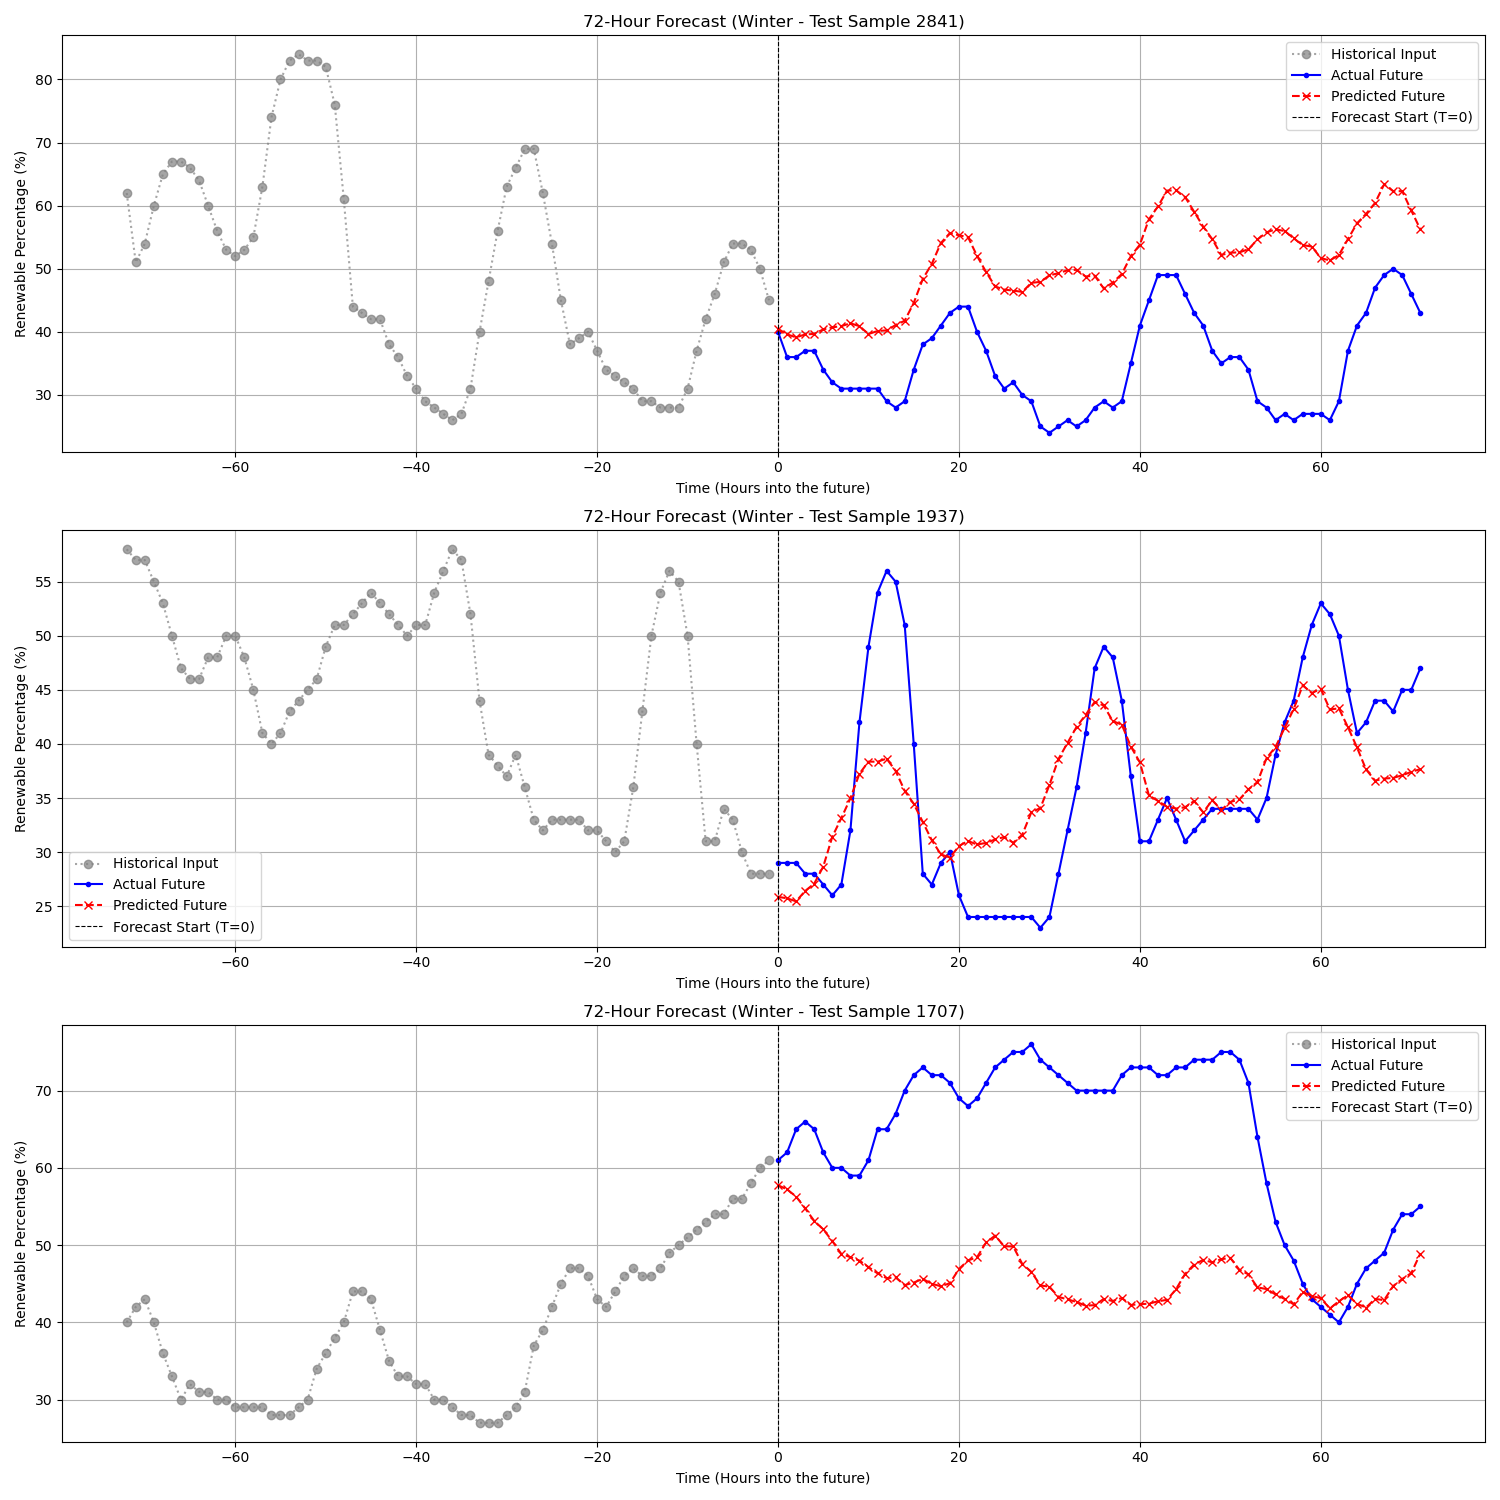 72-Hour Forecast (Winter - Test Sample 2841)
Renewable Percentage (%)
80
70
60
50
40
30
Historical Input
Actual Future
Predicted Future
Forecast Start (T=0)
−60 −40 −20 0 20 40 60
Time (Hours into the future)
72-Hour Forecast (Winter - Test Sample 1937)
Renewable Percentage (%)
55
50
45
40
35
30
25
Historical Input
Actual Future
Predicted Future
Forecast Start (T=0)
−60 −40 −20 0 20 40 60
Time (Hours into the future)
72-Hour Forecast (Winter - Test Sample 1707)
Renewable Percentage (%)
70
60
50
40
30
Historical Input
Actual Future
Predicted Future
Forecast Start (T=0)
−60 −40 −20 0 20 40 60
Time (Hours into the future)